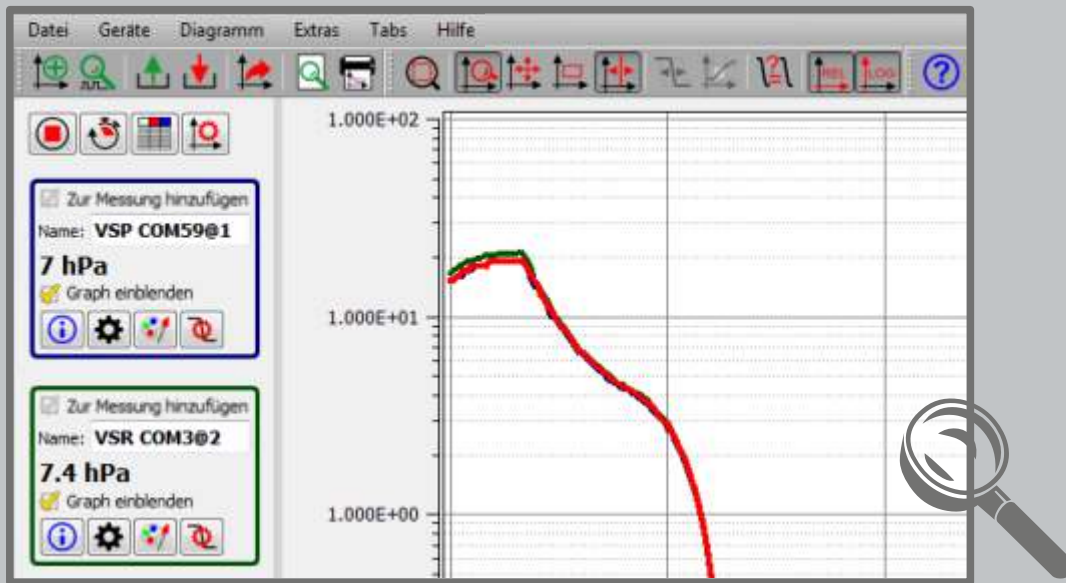 Datei Geräte Diagramm Extras Tabs Hilfe
REL LOG
Zur Messung hinzufügen
Name: VSP COM59@1
7 hPa
Graph einblenden
Zur Messung hinzufügen
Name: VSR COM3@2
7.4 hPa
Graph einblenden
1.000E+02
1.000E+01
1.000E+00